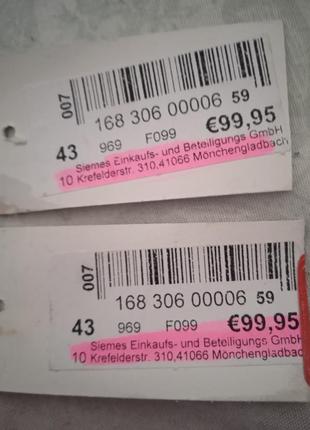 007
168 306 00006 59
43 969 F099 €99,95
Siemes Einkaufs- und Beteiligungs GmbH
10 Krefelderstr. 310,41066 Mönchengladbach
007
168 306 00006 59
43 969 F099 €99,95
Siemes Einkaufs- und Beteiligungs GmbH
10 Krefelderstr. 310,41066 Mönchengladbac